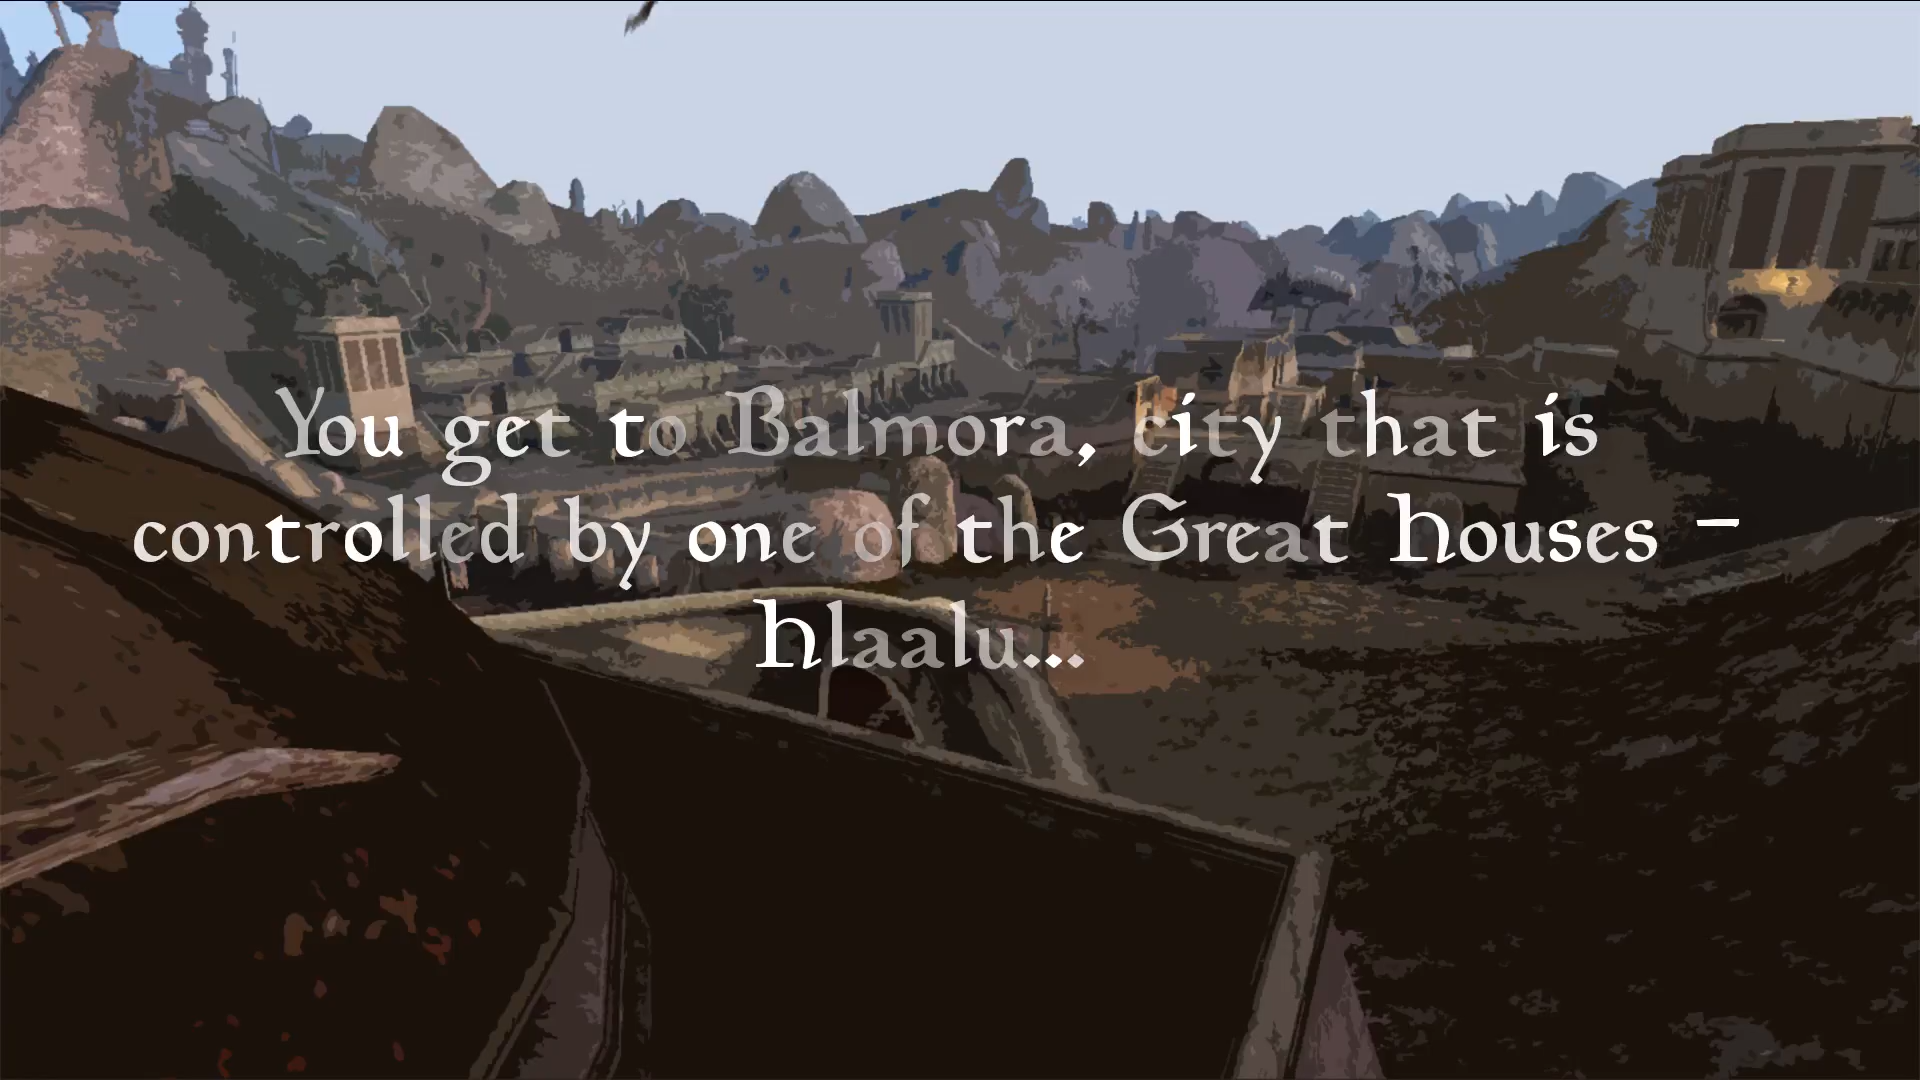 You get to Balmora, city that is
controlled by one of the Great Houses –
Hlaalu...